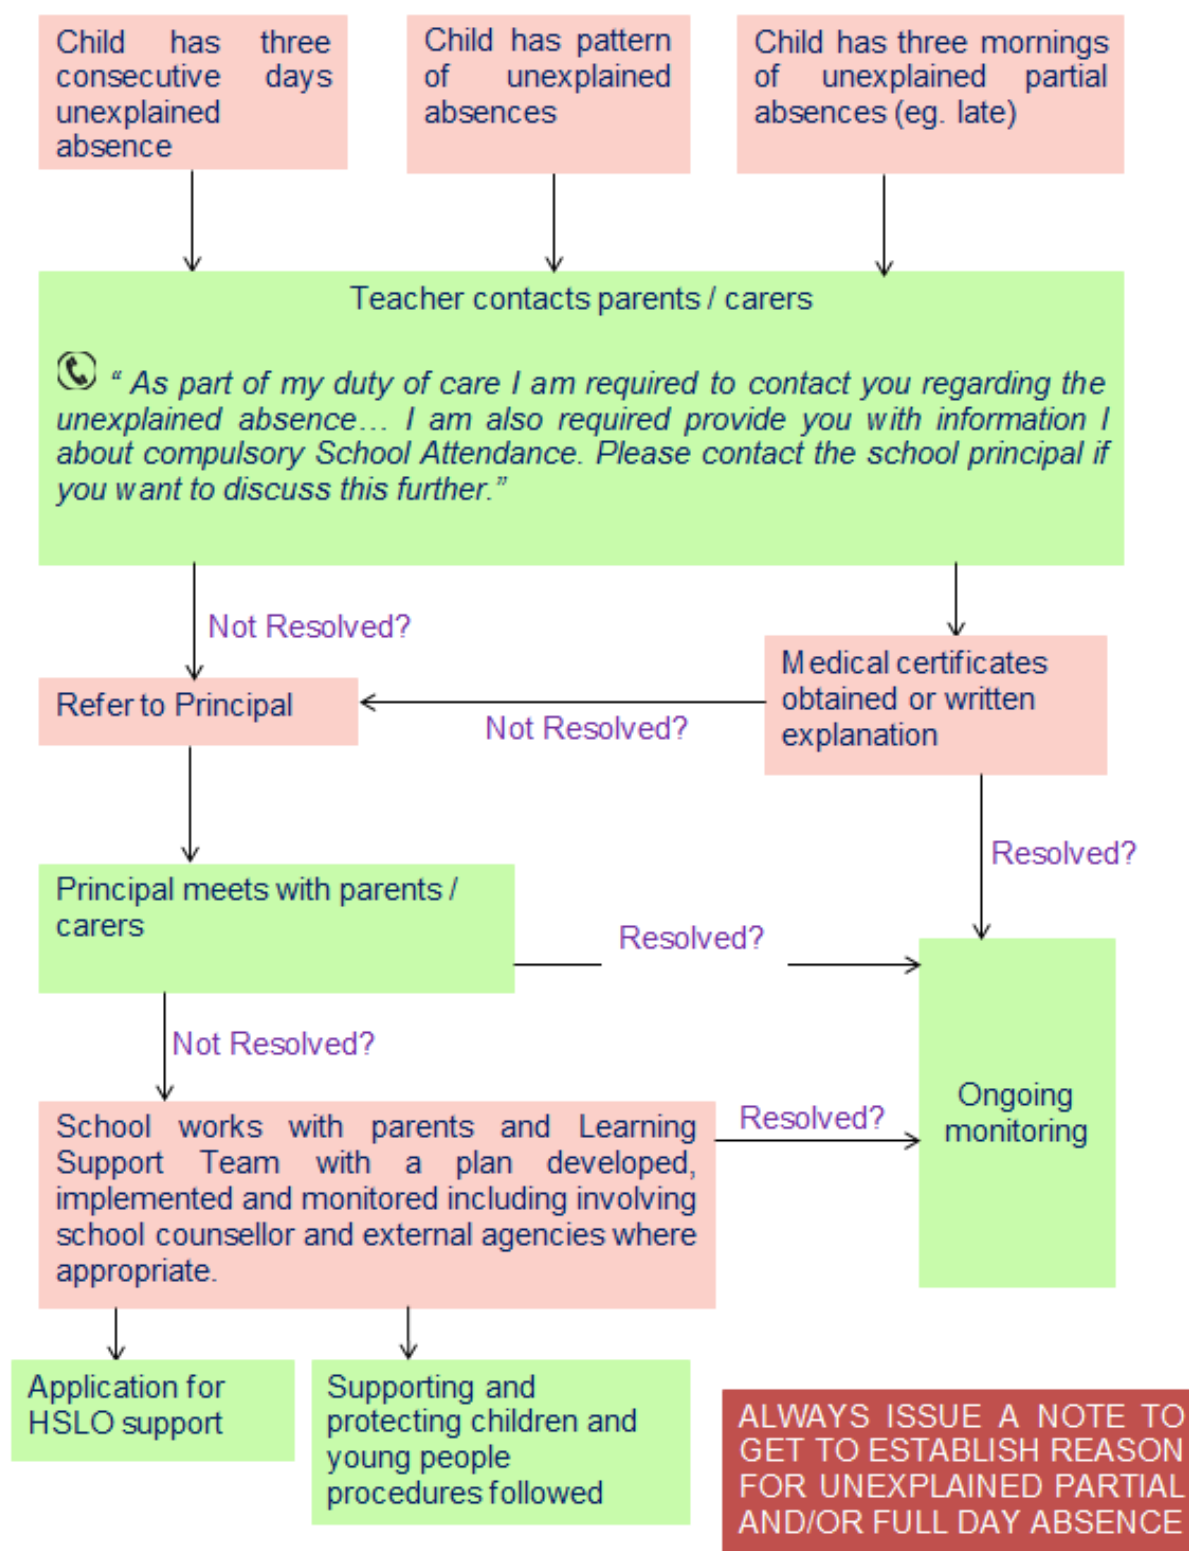 Child has three
consecutive days
unexplained
absence
Child has pattern
of unexplained
absences
Child has three mornings
of unexplained partial
absences (eg. late)
Teacher contacts parents / carers
“ As part of my duty of care I am required to contact you regarding the
unexplained absence… I am also required provide you with information I
about compulsory School Attendance. Please contact the school principal if
you want to discuss this further.”
Not Resolved?
Medical certificates
obtained or written
explanation
Refer to Principal
Not Resolved?
Resolved?
Principal meets with parents /
carers
Resolved?
Not Resolved?
Ongoing
monitoring
School works with parents and Learning
Support Team with a plan developed,
implemented and monitored including involving
school counsellor and external agencies where
appropriate.
Resolved?
Application for
HSLO support
Supporting and
protecting children and
young people
procedures followed
ALWAYS ISSUE A NOTE TO
GET TO ESTABLISH REASON
FOR UNEXPLAINED PARTIAL
AND/OR FULL DAY ABSENCE